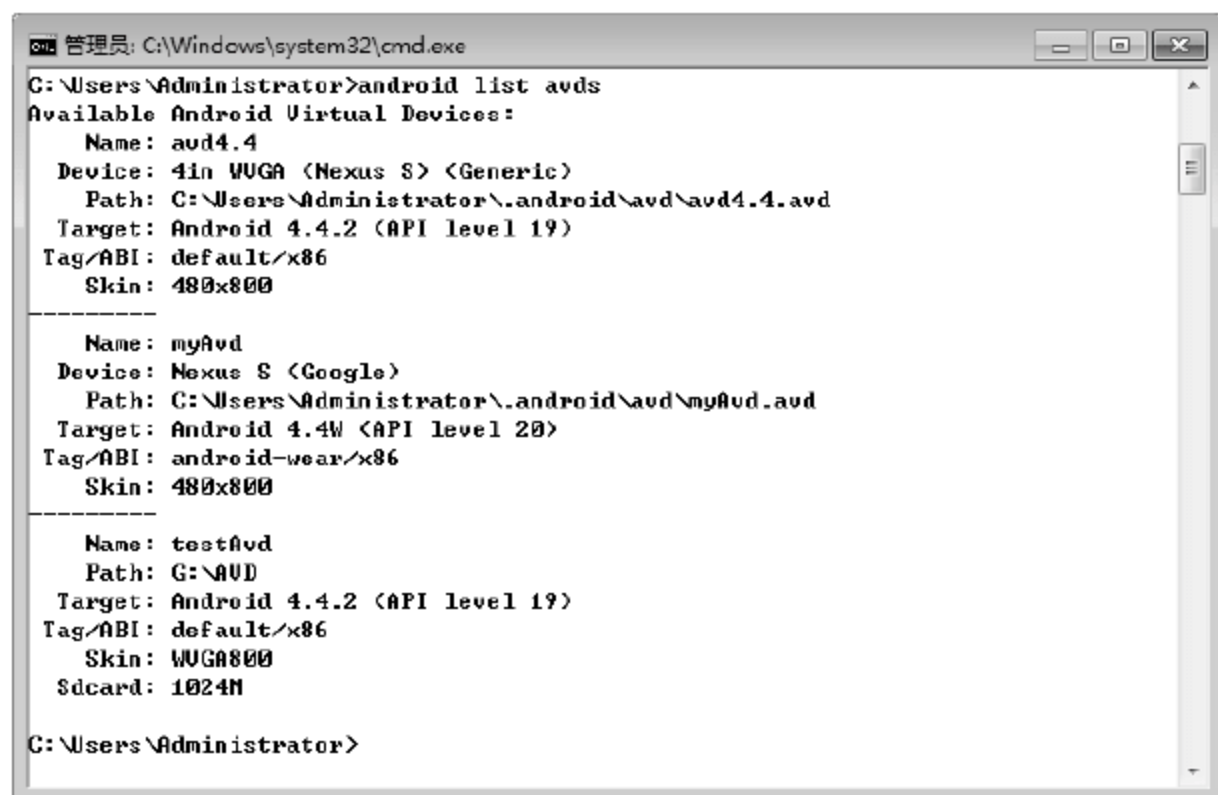 管理员: C:\Windows\system32\cmd.exe
C:\Users\Administrator>android list avds
Available Android Virtual Devices:
    Name: avd4.4
  Device: 4in WVGA (Nexus S) (Generic)
    Path: C:\Users\Administrator\.android\avd\avd4.4.avd
  Target: Android 4.4.2 (API level 19)
 Tag/ABI: default/x86
    Skin: 480x800
---------
    Name: myAvd
  Device: Nexus S (Google)
    Path: C:\Users\Administrator\.android\avd\myAvd.avd
  Target: Android 4.4W (API level 20)
 Tag/ABI: android-wear/x86
    Skin: 480x800
---------
    Name: testAvd
    Path: G:\AVD
  Target: Android 4.4.2 (API level 19)
 Tag/ABI: default/x86
    Skin: WVGA800
  Sdcard: 1024M
C:\Users\Administrator>